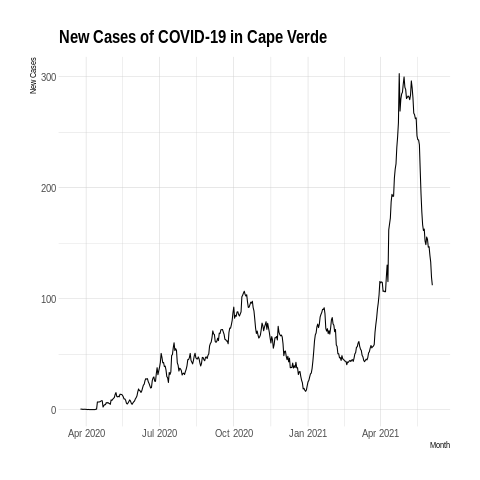 New Cases of COVID-19 in Cape Verde
New Cases
300
200
100
0
Apr 2020 Jul 2020 Oct 2020 Jan 2021 Apr 2021
Month